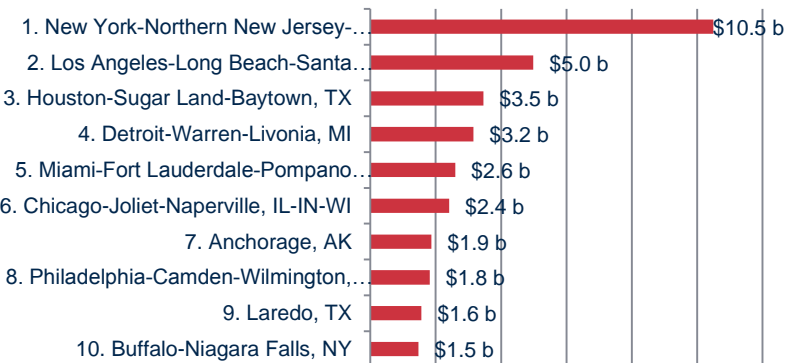 1. New York-Northern New Jersey-… $10.5 b
2. Los Angeles-Long Beach-Santa… $5.0 b
3. Houston-Sugar Land-Baytown, TX $3.5 b
4. Detroit-Warren-Livonia, MI $3.2 b
5. Miami-Fort Lauderdale-Pompano… $2.6 b
6. Chicago-Joliet-Naperville, IL-IN-WI $2.4 b
7. Anchorage, AK $1.9 b
8. Philadelphia-Camden-Wilmington,… $1.8 b
9. Laredo, TX $1.6 b
10. Buffalo-Niagara Falls, NY $1.5 b